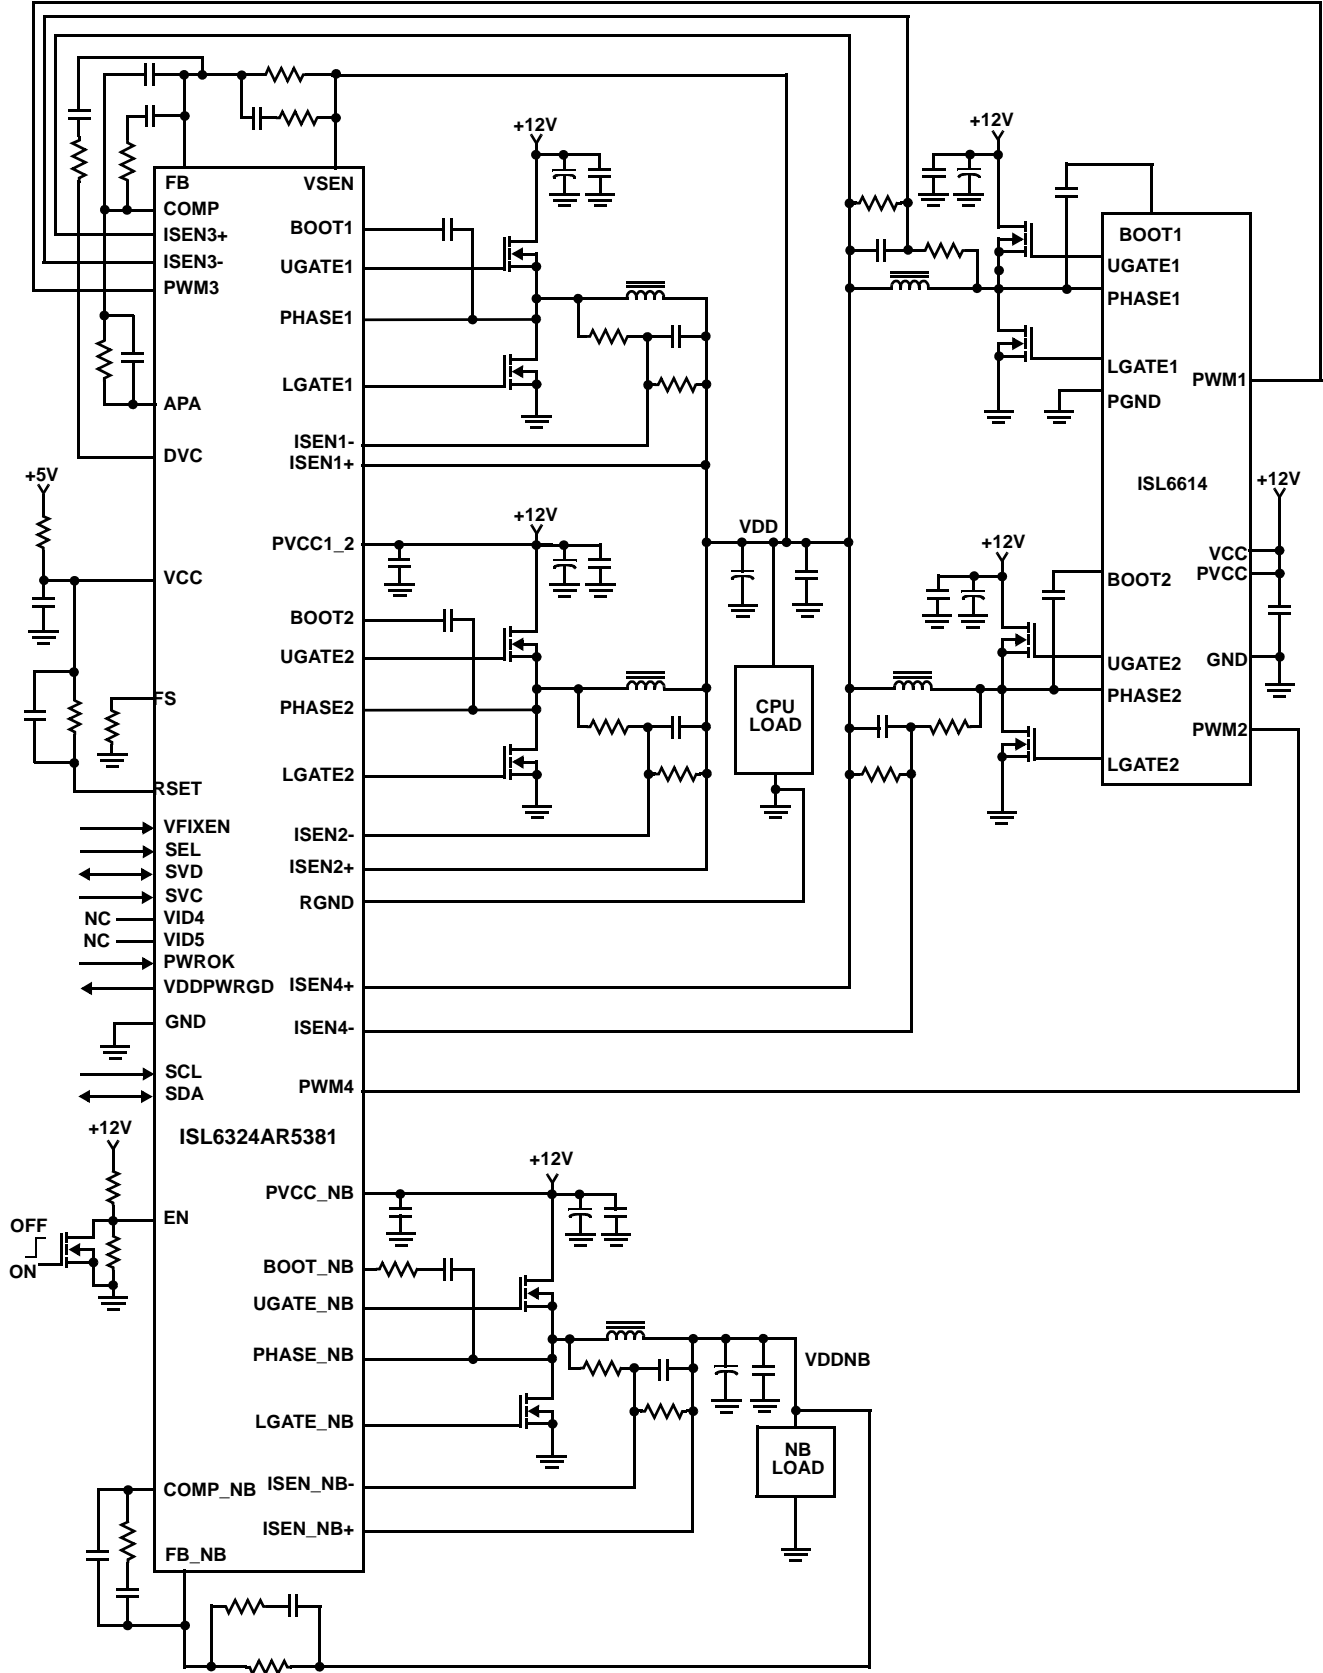 +12V
+12V
FB
VSEN
COMP
BOOT1
ISEN3+
ISEN3-
UGATE1
PWM3
PHASE1
LGATE1
APA
ISEN1-
ISEN1+
DVC
BOOT1
UGATE1
PHASE1
LGATE1
PWM1
PGND
ISL6614
+12V
+5V
+12V
VDD
+12V
PVCC1_2
VCC
BOOT2
UGATE2
PHASE2
LGATE2
ISEN2-
ISEN2+
RGND
FS
RSET
CPU
LOAD
VCC
PVCC
BOOT2
GND
UGATE2
PHASE2
PWM2
LGATE2
VFIXEN
SEL
SVD
SVC
NC
VID4
NC
VID5
PWROK
VDDPWRGD
ISEN4+
GND
ISEN4-
SCL
SDA
PWM4
+12V
ISL6324AR5381
+12V
PVCC_NB
EN
OFF
ON
BOOT_NB
UGATE_NB
PHASE_NB
VDDNB
LGATE_NB
NB
LOAD
COMP_NB
ISEN_NB-
ISEN_NB+
FB_NB